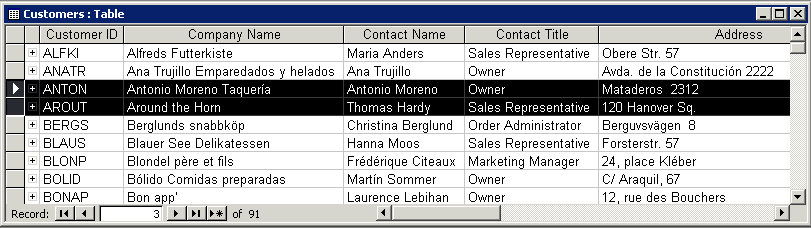 Customers : Table
Customer ID Company Name Contact Name Contact Title Address
ALFKI Alfreds Futterkiste Maria Anders Sales Representative Obere Str. 57
ANATR Ana Trujillo Emparedados y helados Ana Trujillo Owner Avda. de la Constitución 2222
ANTON Antonio Moreno Taquería Antonio Moreno Owner Mataderos 2312
AROUT Around the Horn Thomas Hardy Sales Representative 120 Hanover Sq.
BERGS Berglunds snabbköp Christina Berglund Order Administrator Berguvsvägen 8
BLAUS Blauer See Delikatessen Hanna Moos Sales Representative Forsterstr. 57
BLONP Blondel père et fils Frédérique Citeaux Marketing Manager 24, place Kléber
BOLID Bólido Comidas preparadas Martín Sommer Owner C/ Araquil, 67
BONAP Bon app' Laurence Lebihan Owner 12, rue des Bouchers
Record: 3 of 91